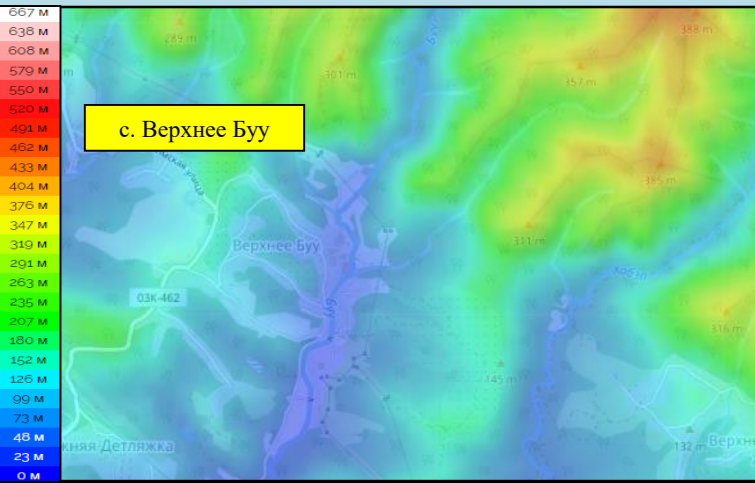 667 м
638 м
608 м
579 м
550 м
520 м
491 м
462 м
433 м
404 м
376 м
347 м
319 м
291 м
263 м
235 м
207 м
180 м
152 м
126 м
99 м
73 м
48 м
23 м
0 м
289 m
301 m
388 m
357 m
с. Верхнее Буу
385 m
311 m
Верхнее Буу
03К-462
Буу
316 m
145 m
132 m
жняя Детляжка
Верхн